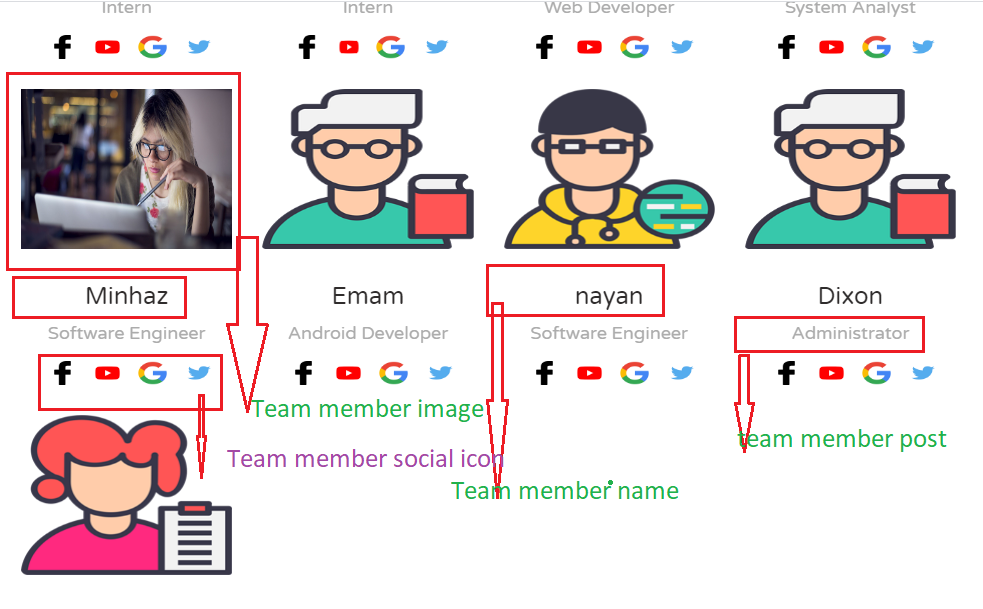 Intern Intern Web Developer System Analyst
Minhaz Emam nayan Dixon
Software Engineer Android Developer Software Engineer Administrator
Team member image
team member post
Team member social icon
Team member name